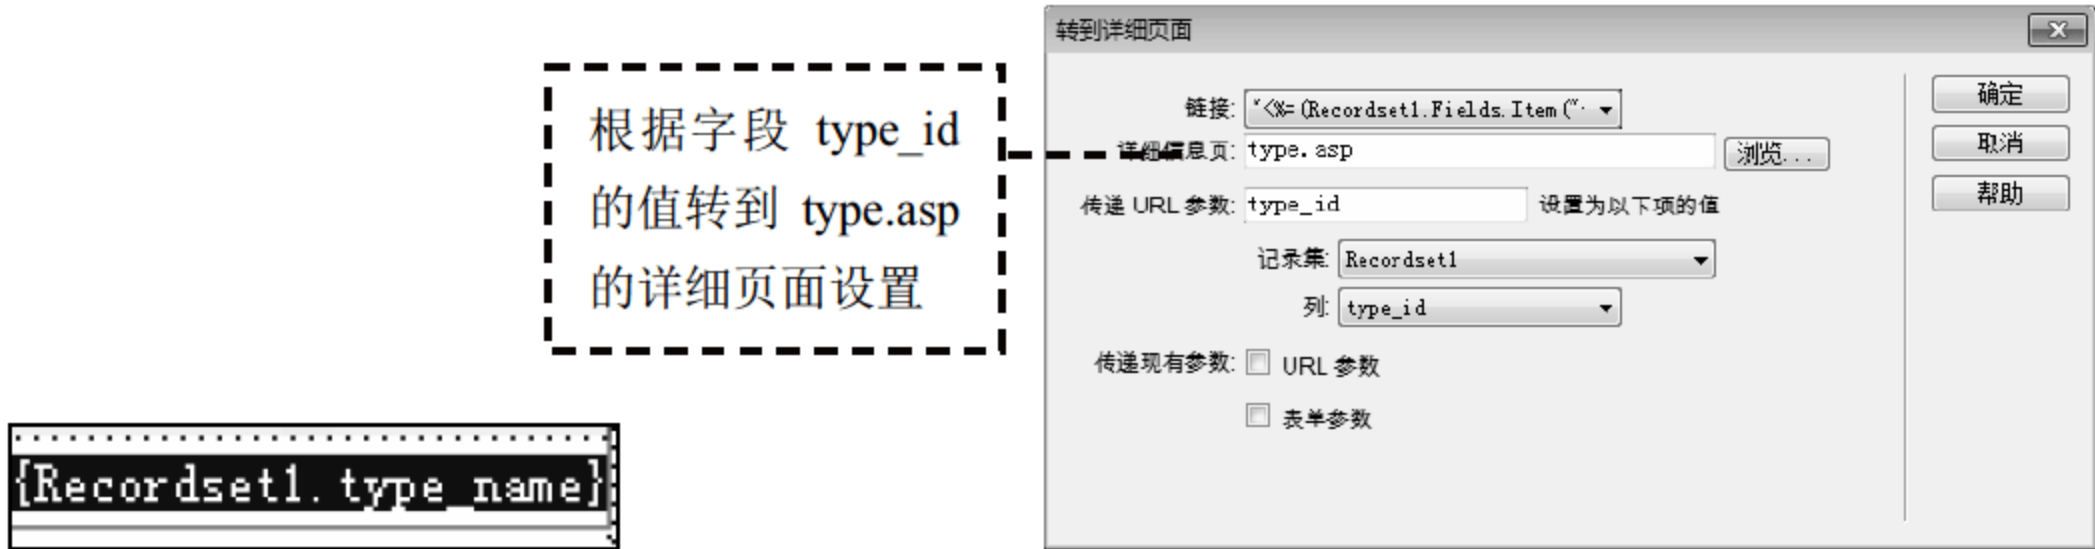 根据字段 type_id
的值转到 type.asp
的详细页面设置
{Recordset1.type_name}
转到详细页面
链接: "<%=(Recordset1.Fields.Item("·
详细信息页: type.asp 浏览...
传递 URL 参数: type_id 设置为以下项的值
记录集: Recordset1
列: type_id
传递现有参数: URL 参数
表单参数
确定
取消
帮助